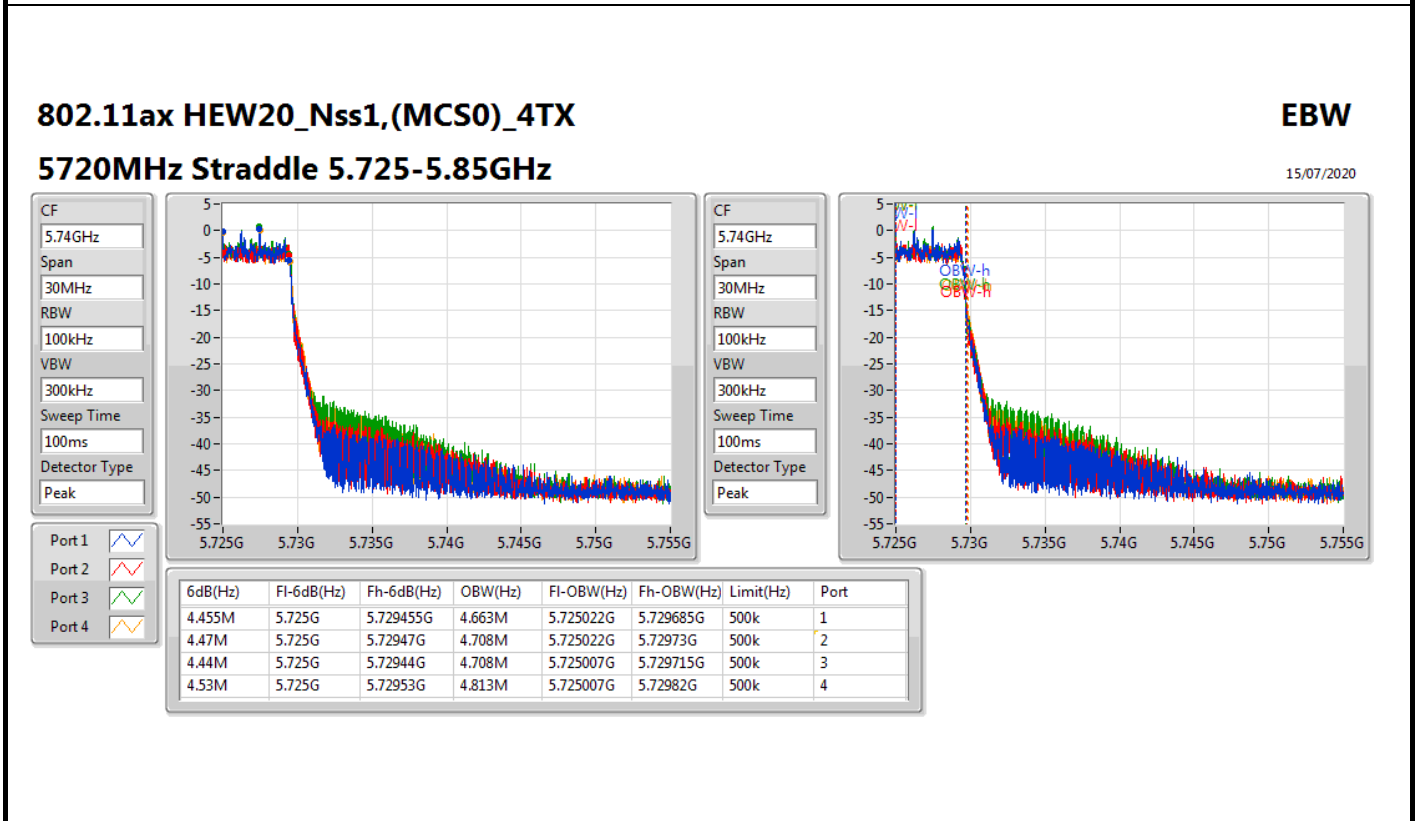 802.11ax HEW20_Nss1,(MCS0)_4TX
EBW
5720MHz Straddle 5.725-5.85GHz
15/07/2020
CF
5.74GHz
Span
30MHz
RBW
100kHz
VBW
300kHz
Sweep Time
100ms
Detector Type
Peak
5
0
-5
-10
-15
-20
-25
-30
-35
-40
-45
-50
-55
5.725G 5.73G 5.735G 5.74G 5.745G 5.75G 5.755G
CF
5.74GHz
Span
30MHz
RBW
100kHz
VBW
300kHz
Sweep Time
100ms
Detector Type
Peak
5
0
-5
-10
-15
-20
-25
-30
-35
-40
-45
-50
-55
W-l
W-l
OBW-h
OBW-h
5.725G 5.73G 5.735G 5.74G 5.745G 5.75G 5.755G
Port 1
Port 2
Port 3
Port 4
6dB(Hz) Fl-6dB(Hz) Fh-6dB(Hz) OBW(Hz) Fl-OBW(Hz) Fh-OBW(Hz) Limit(Hz) Port
4.455M 5.725G 5.729455G 4.663M 5.725022G 5.729685G 500k 1
4.47M 5.725G 5.72947G 4.708M 5.725022G 5.72973G 500k 2
4.44M 5.725G 5.72944G 4.708M 5.725007G 5.729715G 500k 3
4.53M 5.725G 5.72953G 4.813M 5.725007G 5.72982G 500k 4